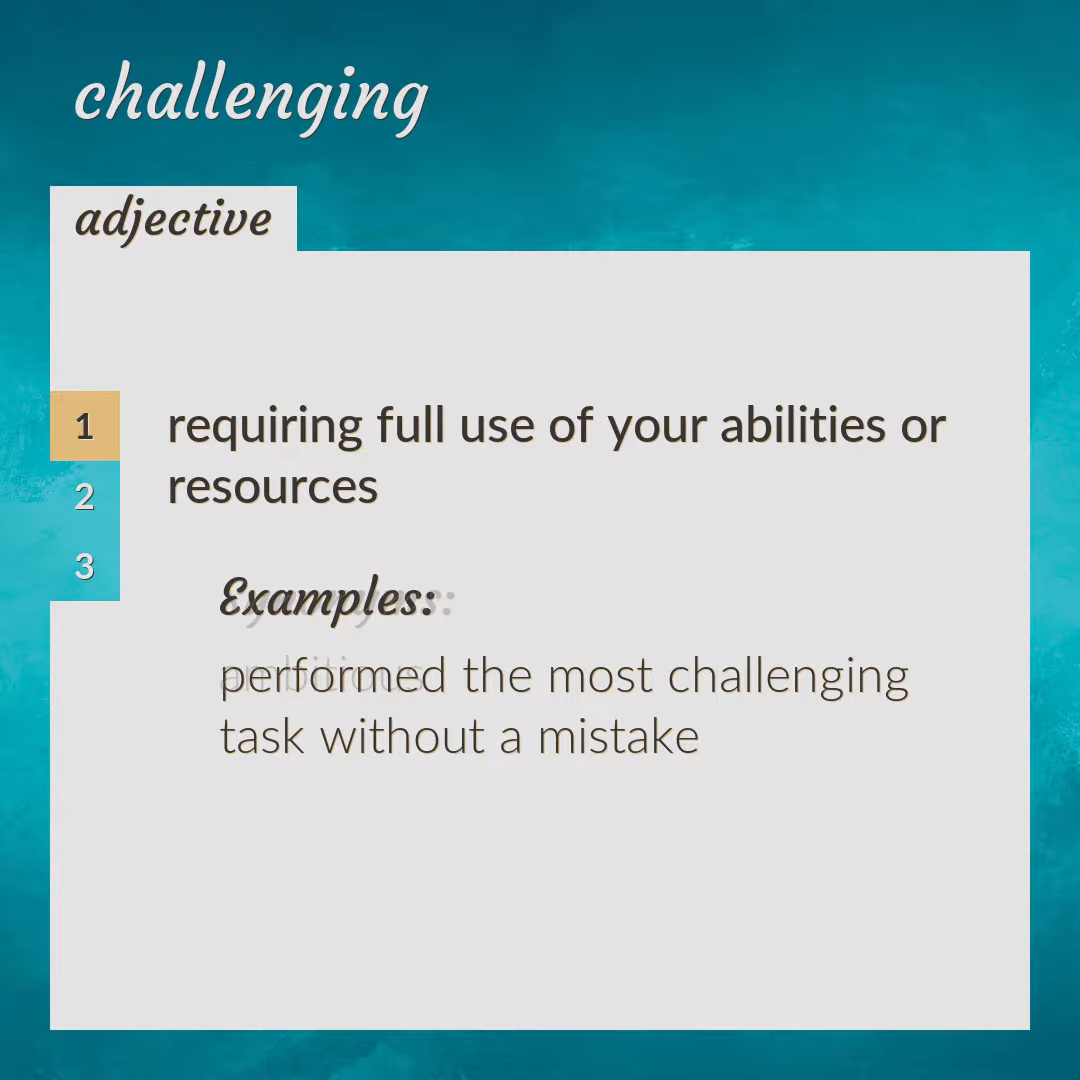 challenging
adjective
1
requiring full use of your abilities or
resources
2
3
Examples:
ambitious
performed the most challenging
task without a mistake